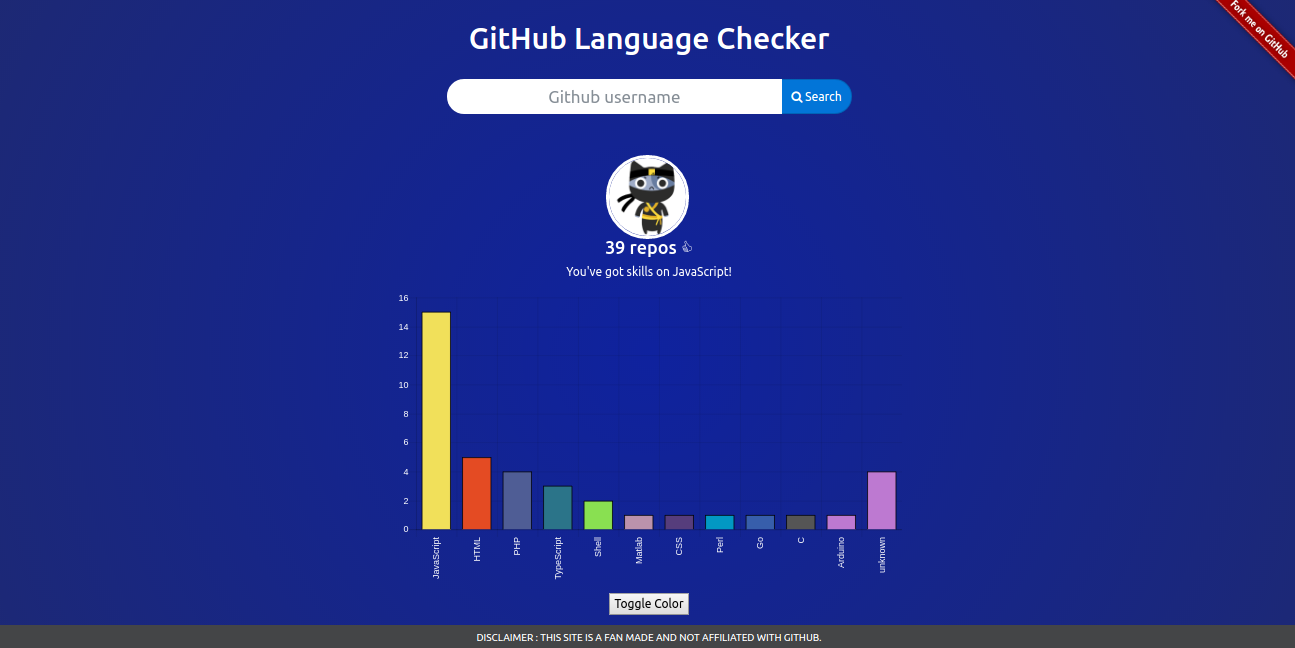 Fork me on GitHub
GitHub Language Checker
Github username
Search
39 repos
You've got skills on JavaScript!
16
14
12
10
8
6
4
2
0
JavaScript
HTML
PHP
TypeScript
Shell
Matlab
CSS
Perl
Go
C
Arduino
unknown
Toggle Color
DISCLAIMER : THIS SITE IS A FAN MADE AND NOT AFFILIATED WITH GITHUB.